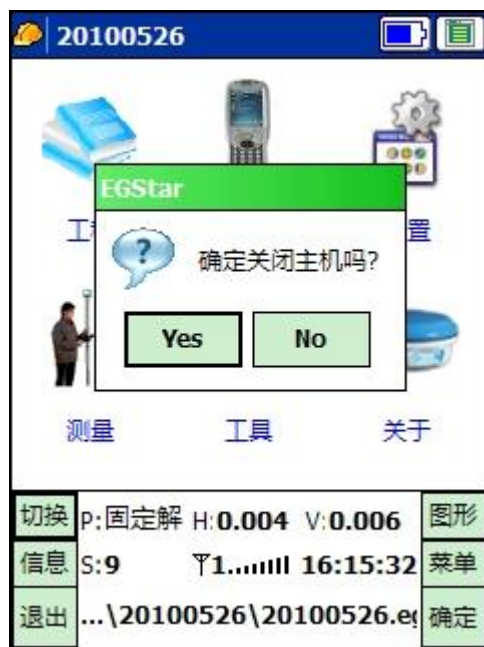 20100526
EGStar
工
置
确定关闭主机吗?
Yes No
测量 工具 关于
切换 P:固定解 H:0.004 V:0.006 图形
信息 S:9 1 16:15:32 菜单
退出 ...\20100526\20100526.eg 确定